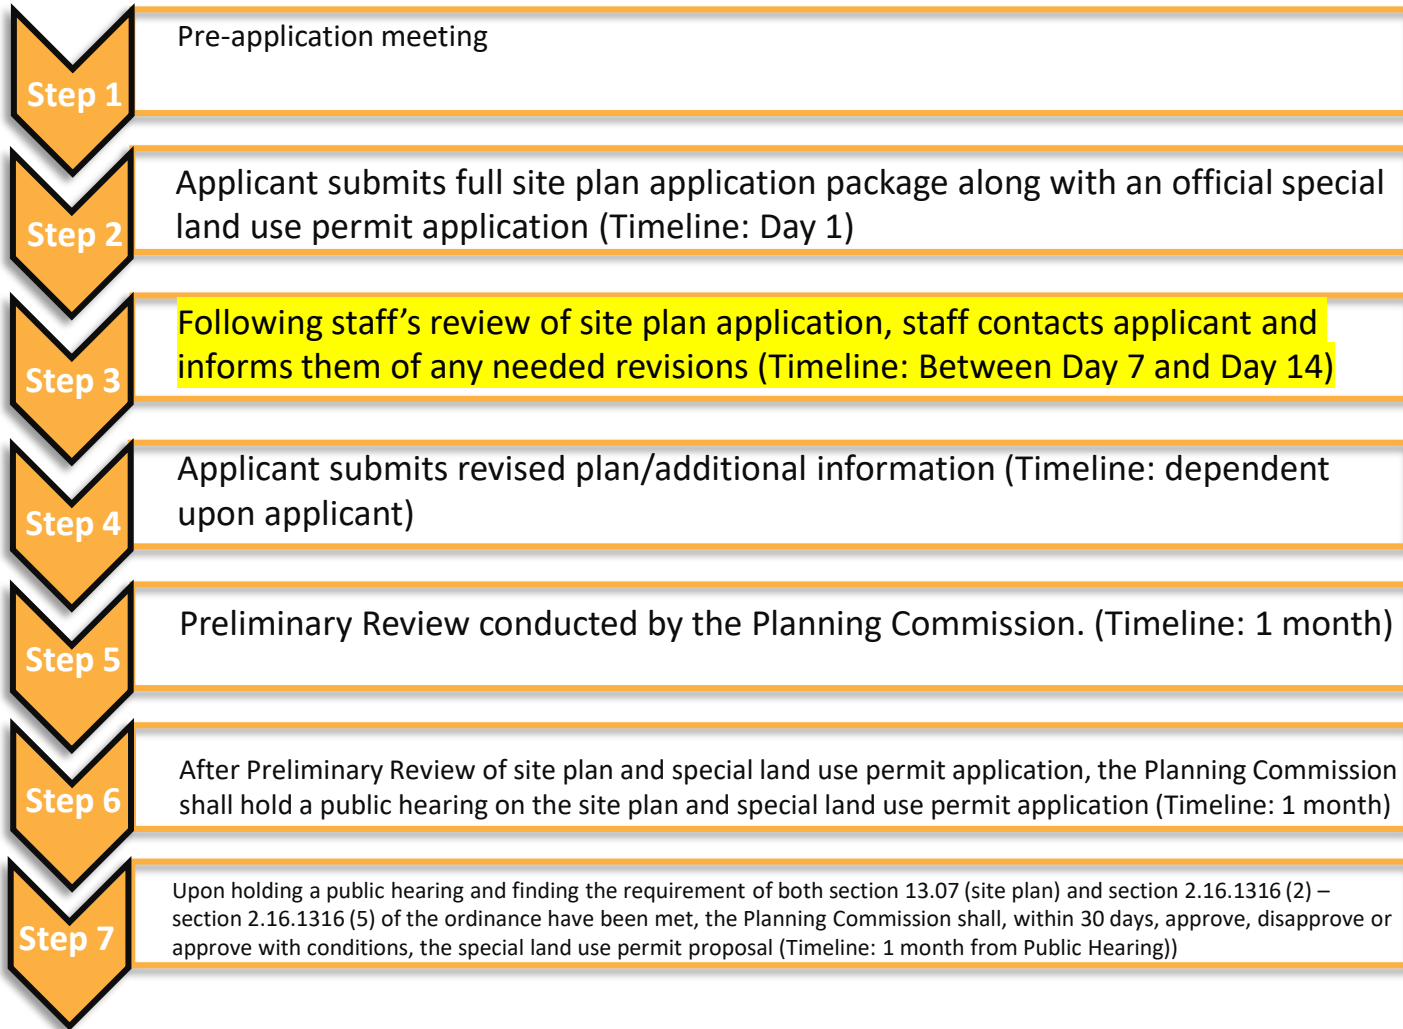 Step 1
Pre-application meeting
Step 2
Applicant submits full site plan application package along with an official special
land use permit application (Timeline: Day 1)
Step 3
Following staff’s review of site plan application, staff contacts applicant and
informs them of any needed revisions (Timeline: Between Day 7 and Day 14)
Step 4
Applicant submits revised plan/additional information (Timeline: dependent
upon applicant)
Step 5
Preliminary Review conducted by the Planning Commission. (Timeline: 1 month)
Step 6
After Preliminary Review of site plan and special land use permit application, the Planning Commission
shall hold a public hearing on the site plan and special land use permit application (Timeline: 1 month)
Step 7
Upon holding a public hearing and finding the requirement of both section 13.07 (site plan) and section 2.16.1316 (2) –
section 2.16.1316 (5) of the ordinance have been met, the Planning Commission shall, within 30 days, approve, disapprove or
approve with conditions, the special land use permit proposal (Timeline: 1 month from Public Hearing))